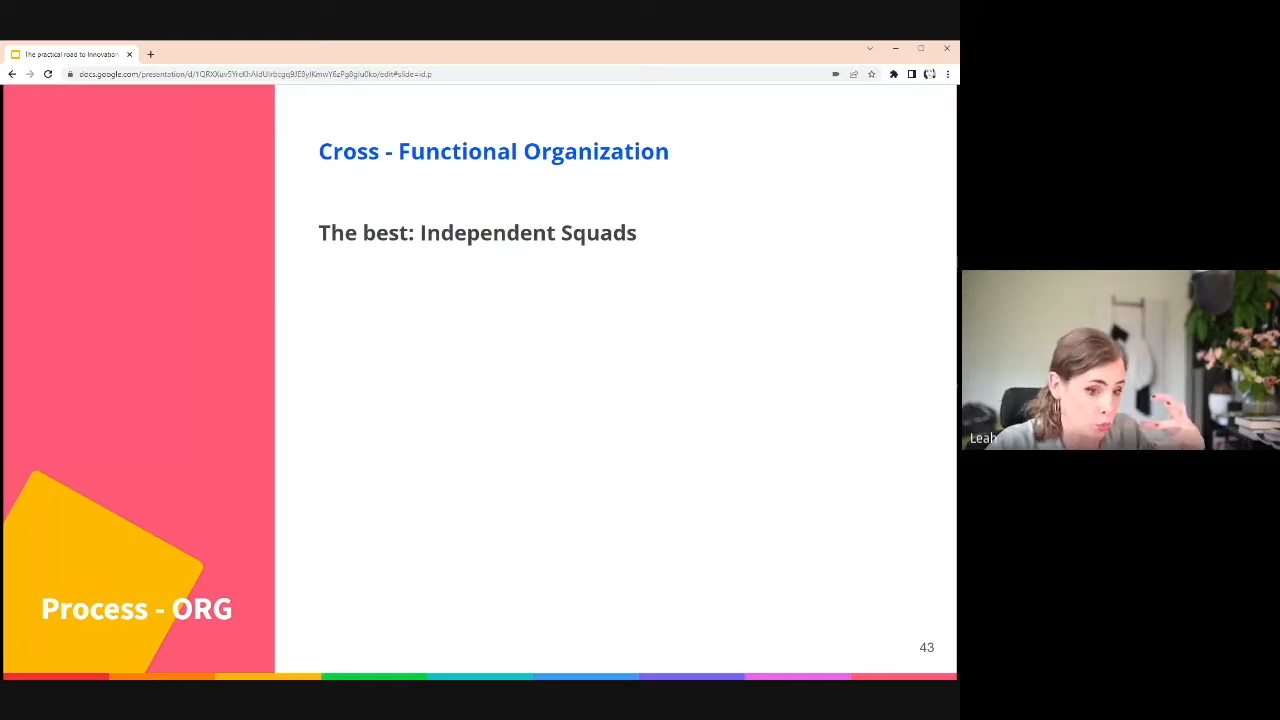 The practical road to Innovation
Cross - Functional Organization
The best: Independent Squads
Leah
Process - ORG
43